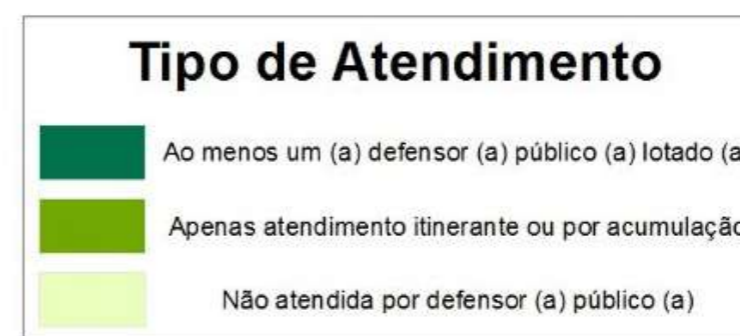 Tipo de Atendimento
Ao menos um (a) defensor (a) público (a) lotado (a
Apenas atendimento itinerante ou por acumulação
Não atendida por defensor (a) público (a)